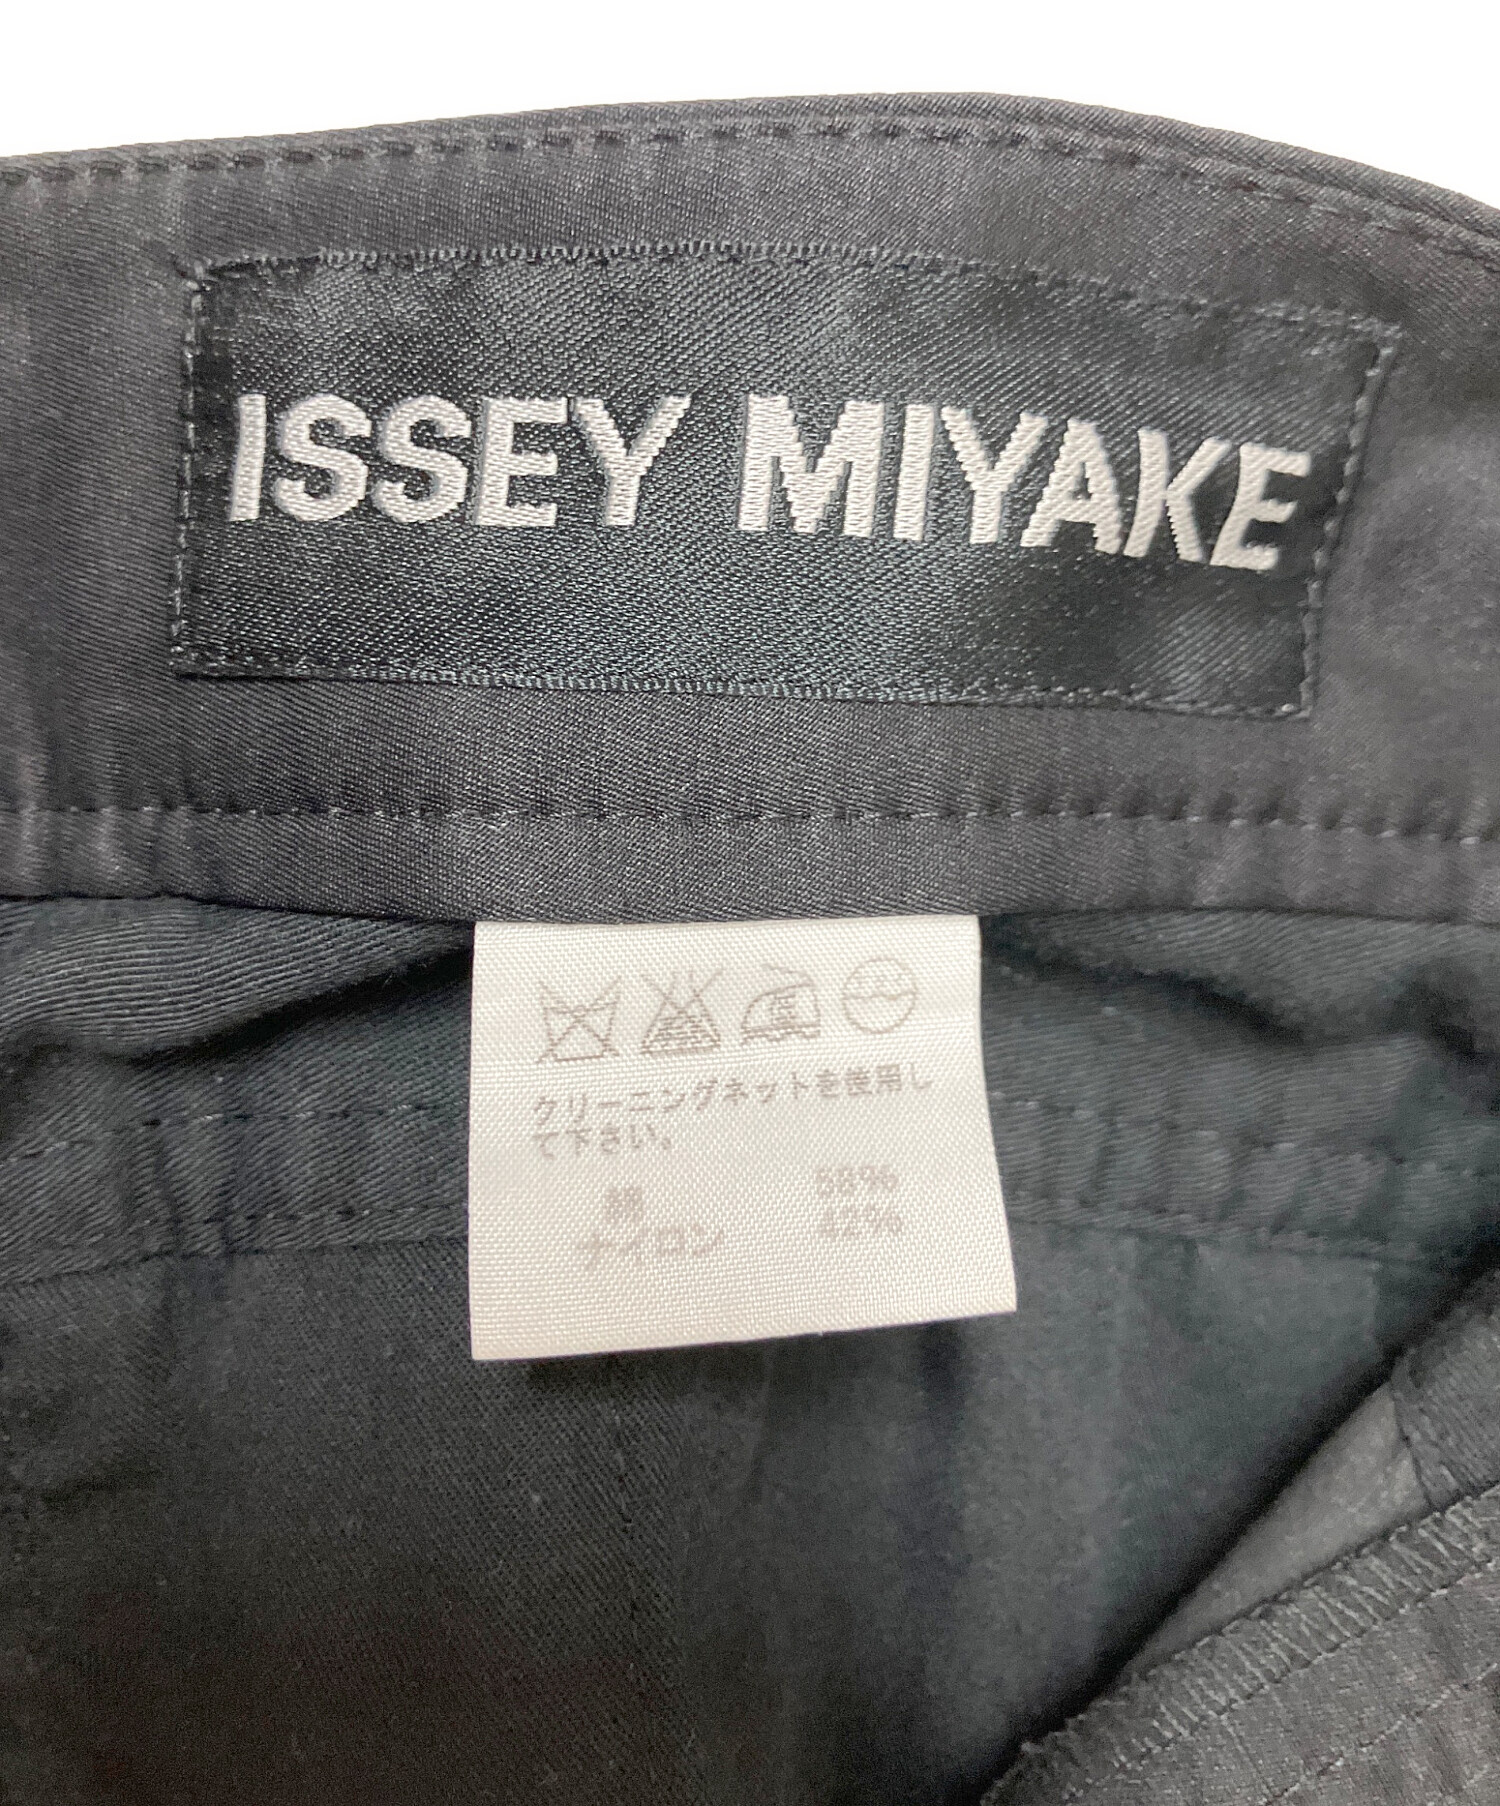 ISSEY MIYAKE
クリーニングネットを使用し
て下さい。
綿 58%
ナイロン 42%